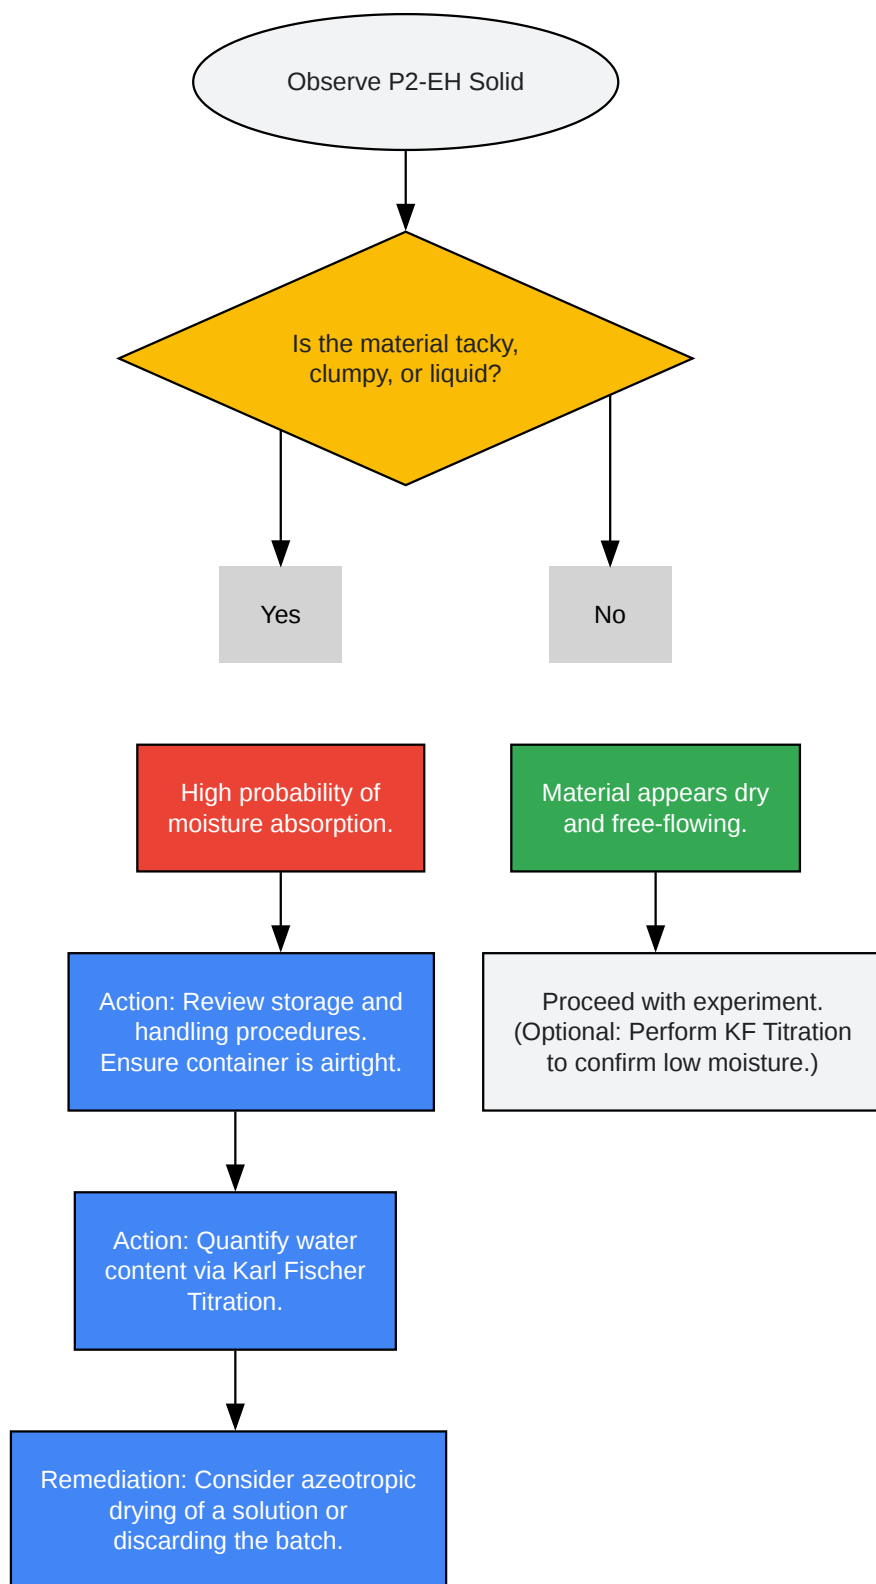 Observe P2-EH Solid
Is the material tacky,
clumpy, or liquid?
Yes
No
High probability of
moisture absorption.
Material appears dry
and free-flowing.
Action: Review storage and
handling procedures.
Ensure container is airtight.
Proceed with experiment.
(Optional: Perform KF Titration
to confirm low moisture.)
Action: Quantify water
content via Karl Fischer
Titration.
Remediation: Consider azeotropic
drying of a solution or
discarding the batch.